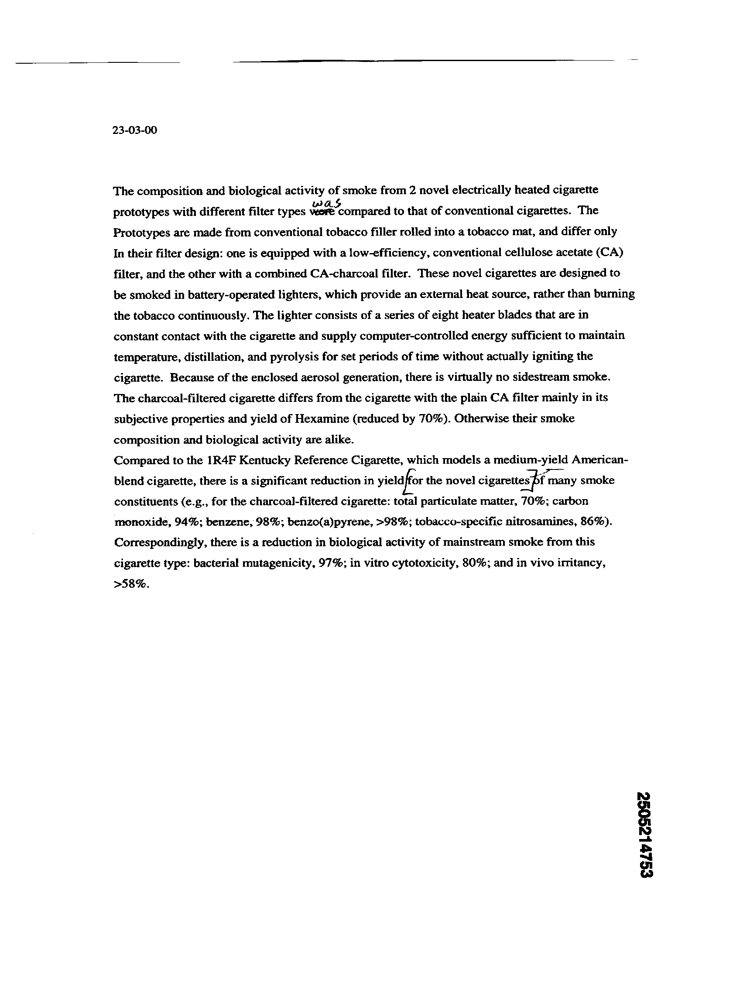 23-03-00
The composition and biological activity of smoke from 2 novel electrically heated cigarette
was
prototypes with different filter types were compared to that of conventional cigarettes. The
Prototypes are made from conventional tobacco filler rolled into a tobacco mat, and differ only
In their filter design: one is equipped with a low-efficiency, conventional cellulose acetate (CA)
filter, and the other with a combined CA-charcoal filter. These novel cigarettes are designed to
be smoked in battery-operated lighters, which provide an external heat source, rather than burning
the tobacco continuously. The lighter consists of a series of eight heater blades that are in
constant contact with the cigarette and supply computer-controlled energy sufficient to maintain
temperature, distillation, and pyrolysis for set periods of time without actually igniting the
cigarette. Because of the enclosed aerosol generation, there is virtually no sidestream smoke.
The charcoal-filtered cigarette differs from the cigarette with the plain CA filter mainly in its
subjective properties and yield of Hexamine (reduced by 70%). Otherwise their smoke
composition and biological activity are alike.
Compared to the 1R4F Kentucky Reference Cigarette, which models a medium-yield American-
blend cigarette, there is a significant reduction in yield [for the novel cigarettes] of many smoke
constituents (e.g., for the charcoal-filtered cigarette: total particulate matter, 70%; carbon
monoxide, 94%; benzene, 98%; benzo(a)pyrene, >98%; tobacco-specific nitrosamines, 86%).
Correspondingly, there is a reduction in biological activity of mainstream smoke from this
cigarette type: bacterial mutagenicity, 97%; in vitro cytotoxicity, 80%; and in vivo irritancy,
>58%.
2505214753